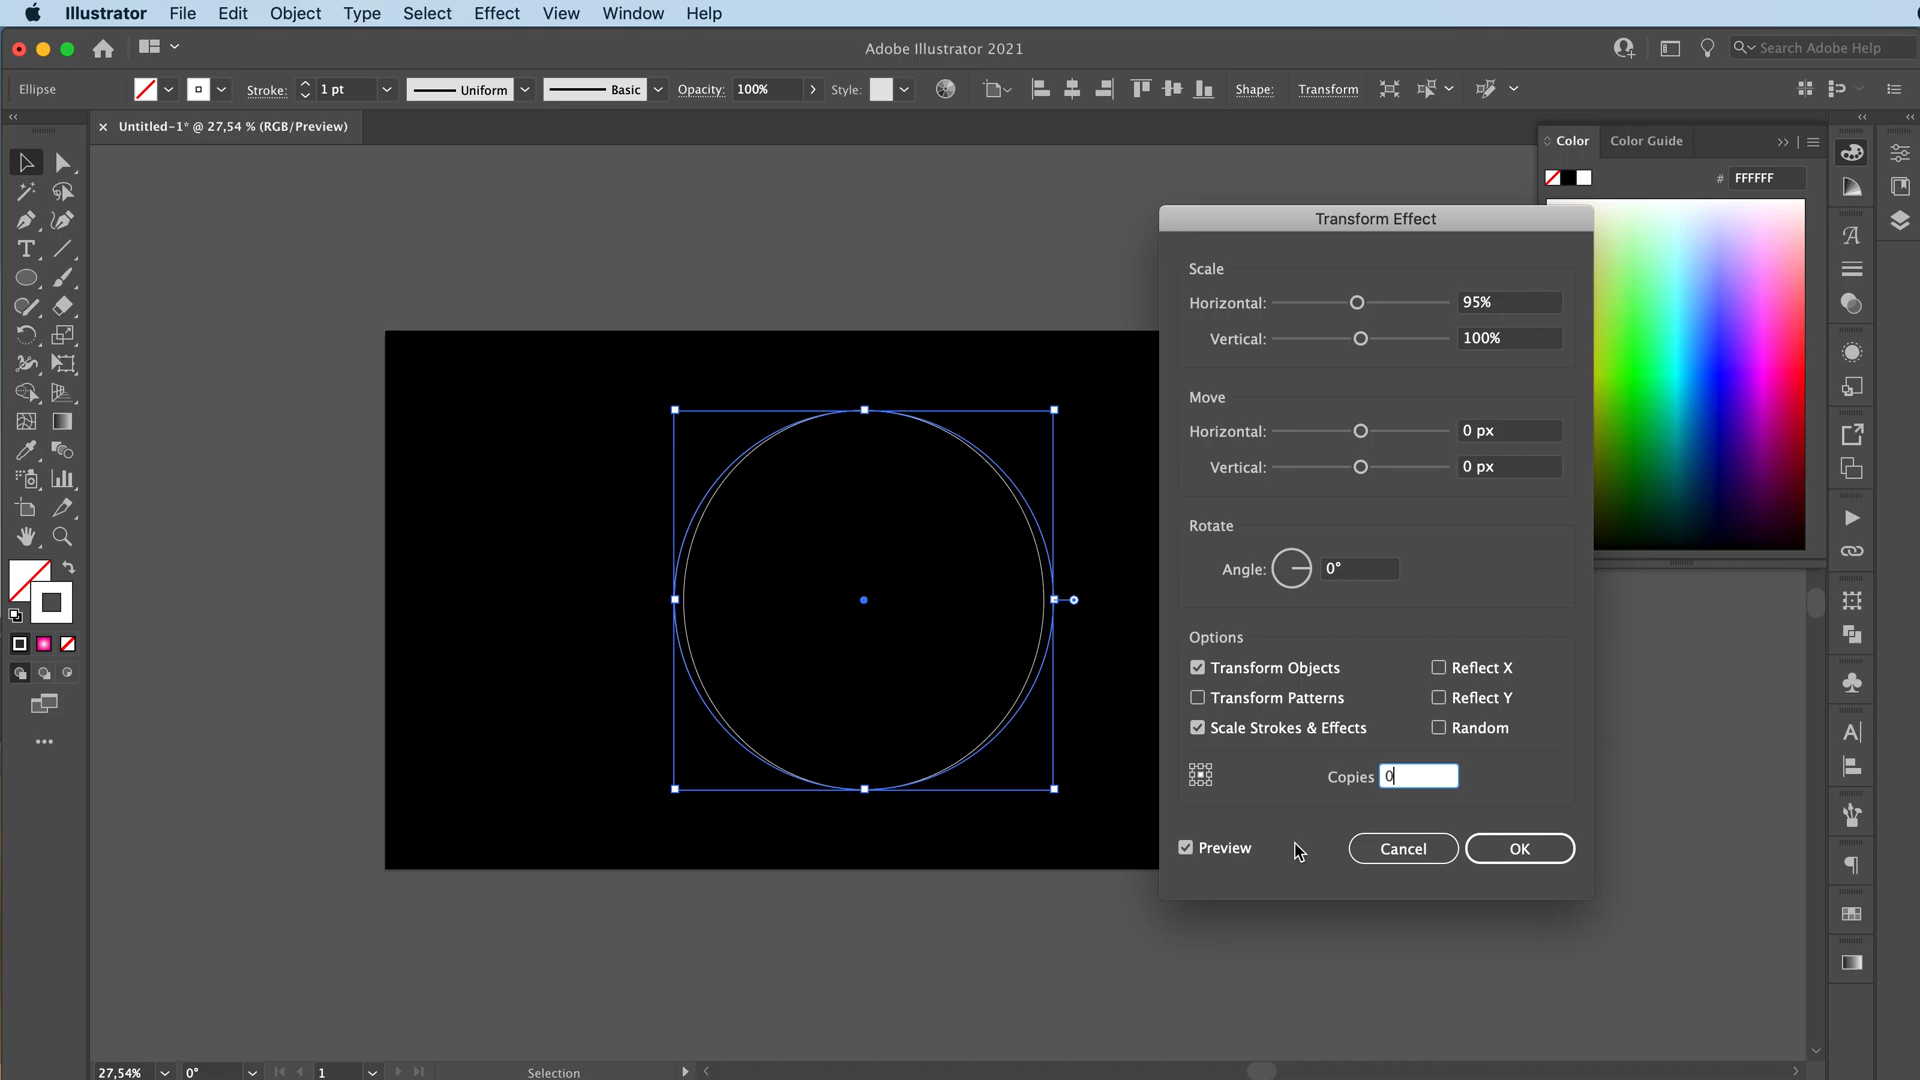 Illustrator File Edit Object Type Select Effect View Window Help
Adobe Illustrator 2021
Search Adobe Help
Ellipse Stroke: 1 pt Uniform Basic Opacity: 100% Style: Shape: Transform
Untitled-1* @ 27,54 % (RGB/Preview)
Color Color Guide
# FFFFFF
Transform Effect
Scale
Horizontal: 95%
Vertical: 100%
Move
Horizontal: 0 px
Vertical: 0 px
Rotate
Angle: 0°
Options
Transform Objects Reflect X
Transform Patterns Reflect Y
Scale Strokes & Effects Random
Copies 0
Preview Cancel OK
27,54% 0° 1 Selection